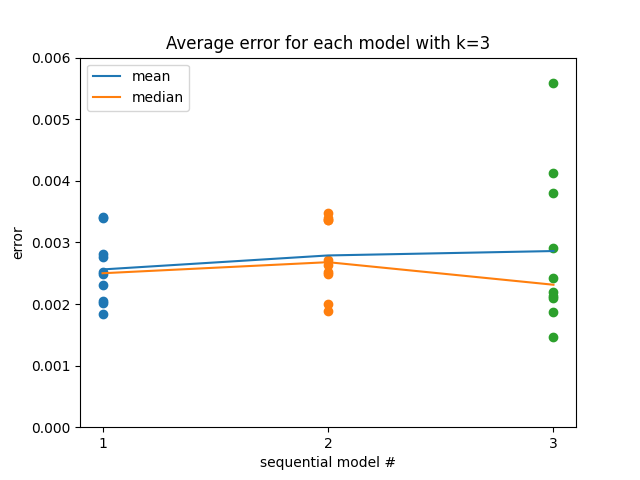 Average error for each model with k=3
mean
median
0.006
0.005
0.004
0.003
0.002
0.001
0.000
error
1 2 3
sequential model #